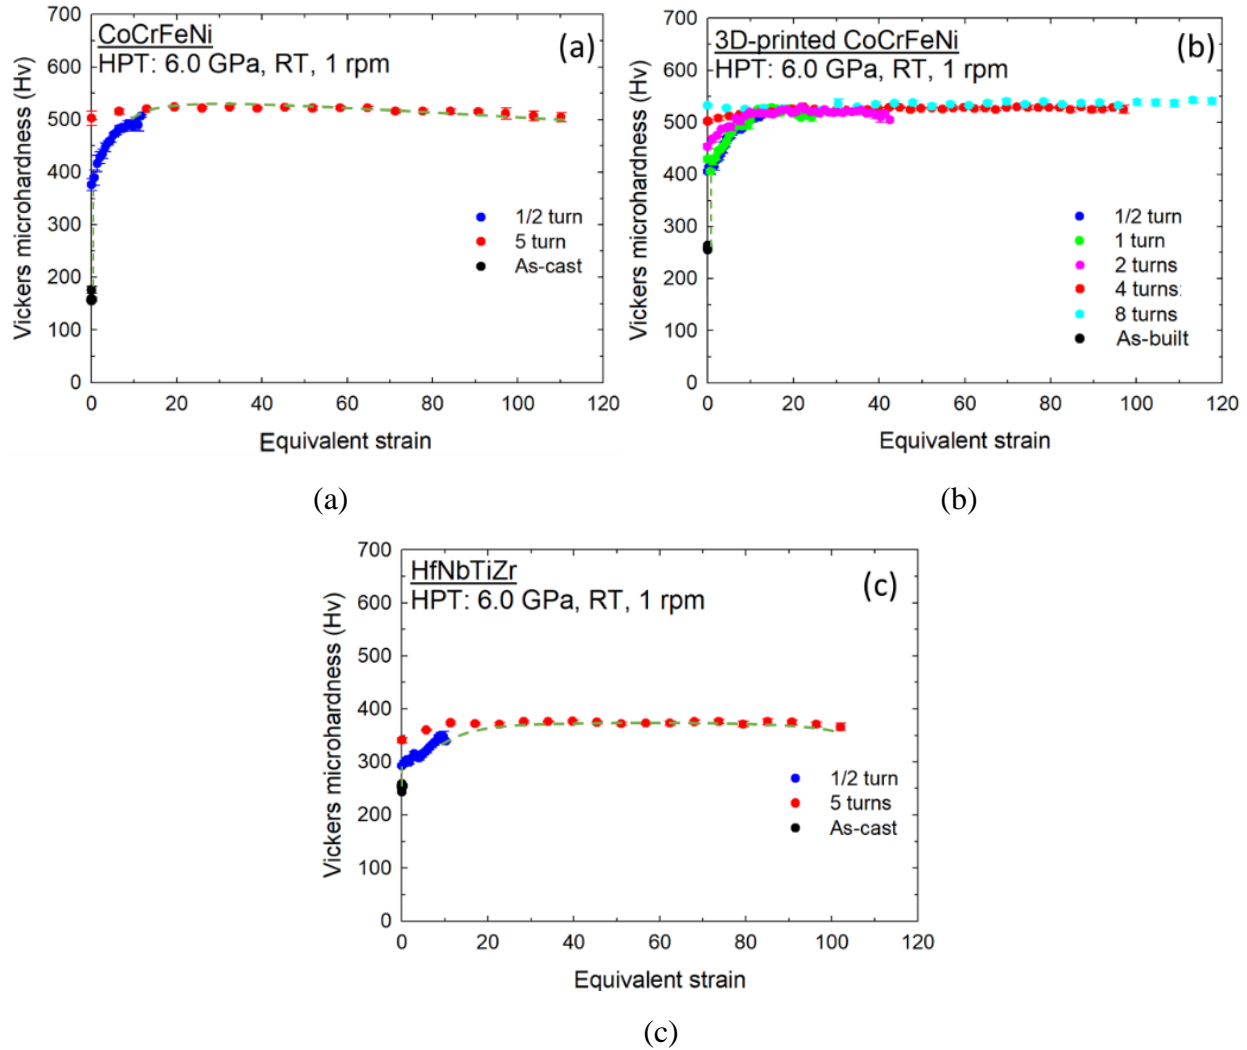 CoCrFeNi
HPT: 6.0 GPa, RT, 1 rpm
(a)
Vickers microhardness (Hv)
700
600
500
400
300
200
100
0
1/2 turn
5 turn
As-cast
0 20 40 60 80 100 120
Equivalent strain
(a)
3D-printed CoCrFeNi
HPT: 6.0 GPa, RT, 1 rpm
(b)
Vickers microhardness (Hv)
700
600
500
400
300
200
100
0
1/2 turn
1 turn
2 turns
4 turns:
8 turns
As-built
0 20 40 60 80 100 120
Equivalent strain
(b)
HfNbTiZr
HPT: 6.0 GPa, RT, 1 rpm
(c)
Vickers microhardness (Hv)
700
600
500
400
300
200
100
0
1/2 turn
5 turns
As-cast
0 20 40 60 80 100 120
Equivalent strain
(c)